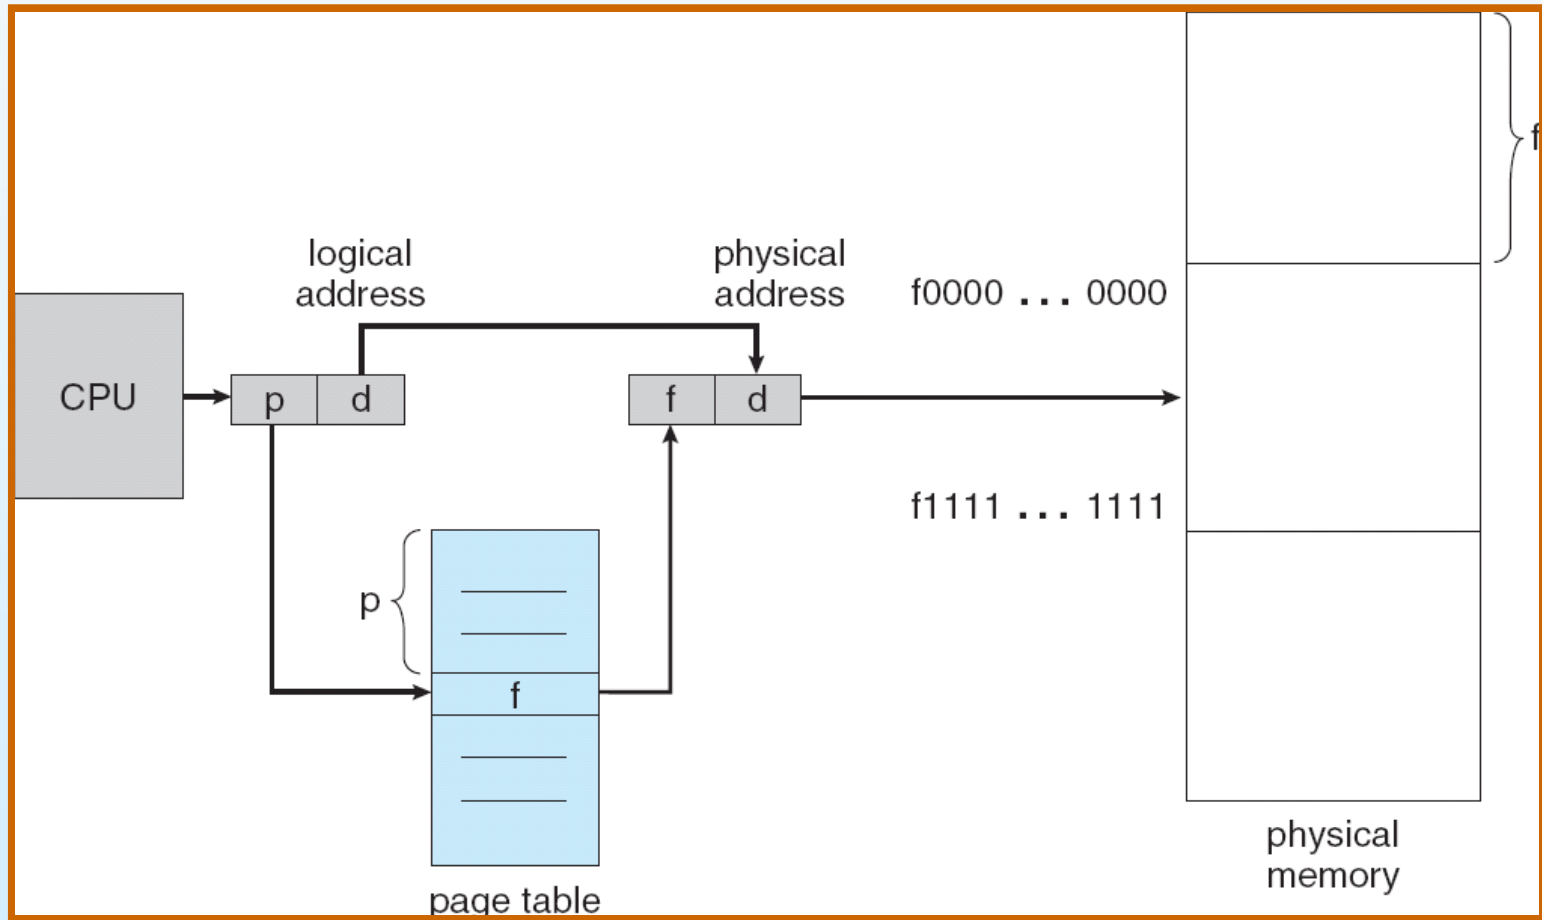 f
logical
address
physical
address
f0000 ... 0000
CPU
p d
f d
f1111 ... 1111
p
f
physical
memory
page table